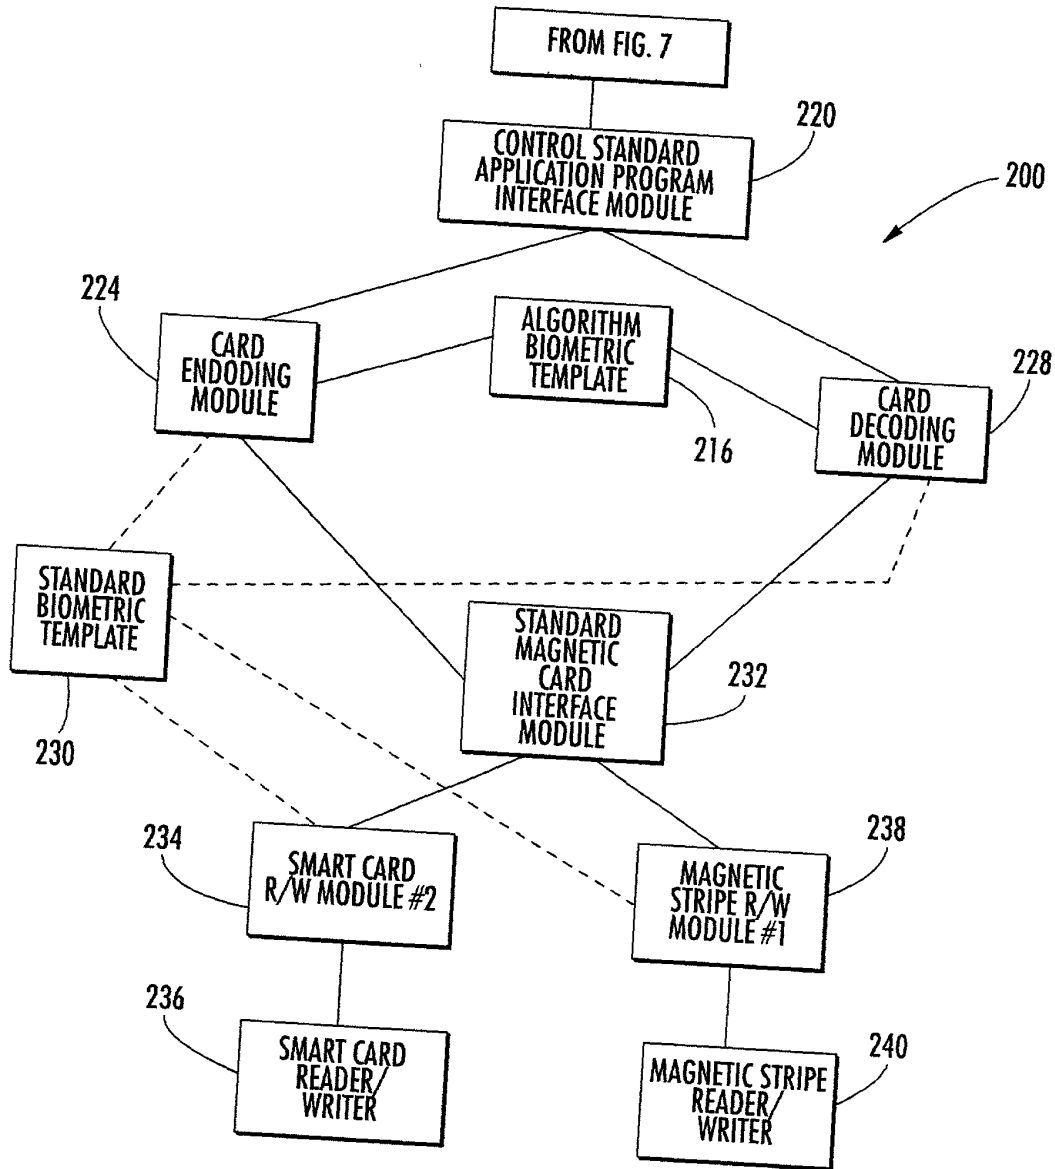 FROM FIG. 7
220
CONTROL STANDARD
APPLICATION PROGRAM
INTERFACE MODULE
200
224
ALGORITHM
BIOMETRIC
TEMPLATE
CARD
ENDODING
MODULE
228
CARD
DECODING
MODULE
216
STANDARD
BIOMETRIC
TEMPLATE
STANDARD
MAGNETIC
CARD
INTERFACE
MODULE
232
230
234
238
SMART CARD
R/W MODULE #2
MAGNETIC
STRIPE R/W
MODULE #1
236
SMART CARD
READER/
WRITER
240
MAGNETIC STRIPE
READER/
WRITER